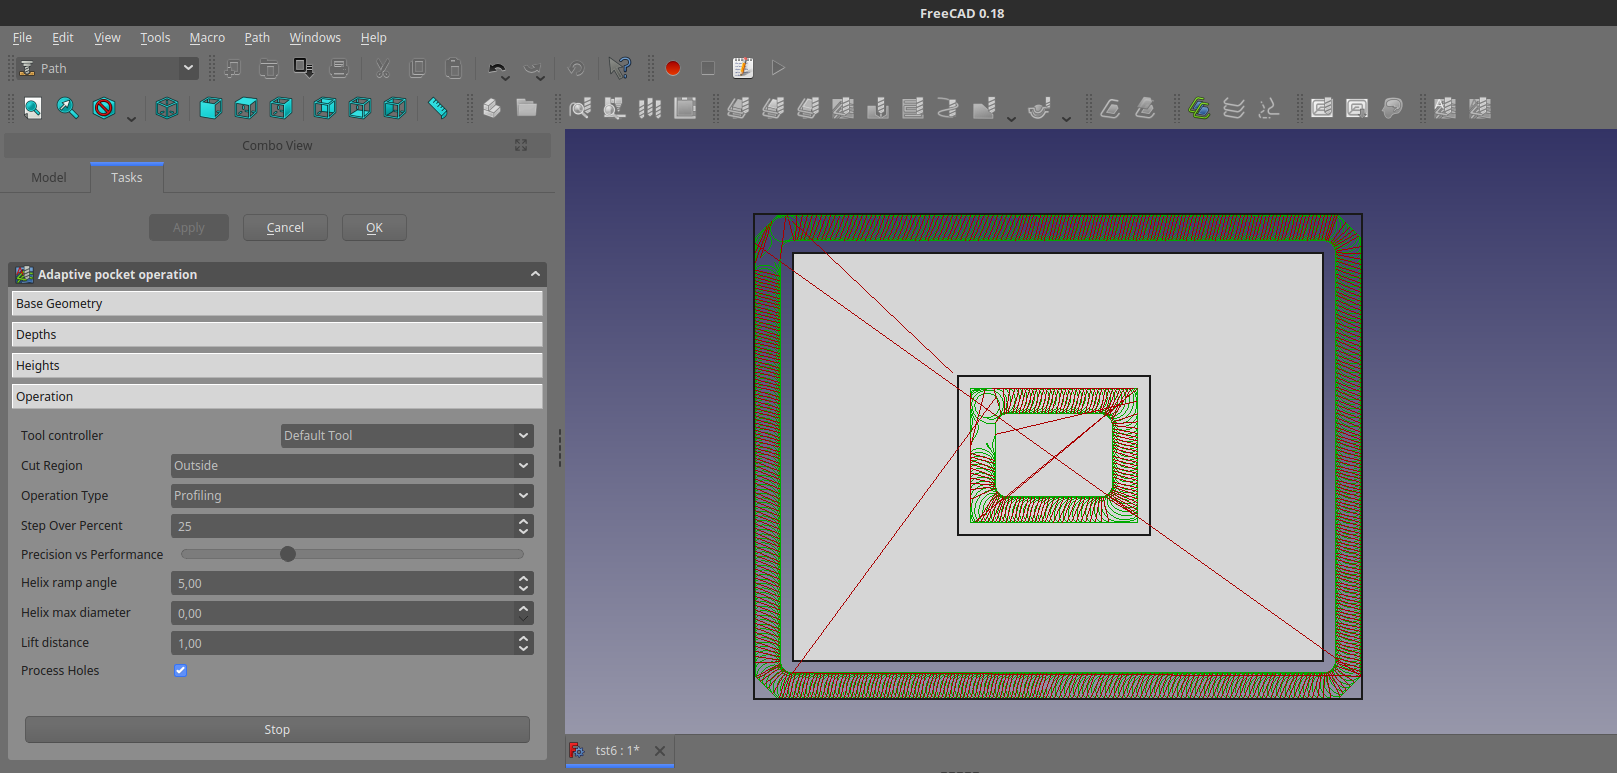 FreeCAD 0.18
File Edit View Tools Macro Path Windows Help
Path
Combo View
Model Tasks
Apply Cancel OK
Adaptive pocket operation
Base Geometry
Depths
Heights
Operation
Tool controller Default Tool
Cut Region Outside
Operation Type Profiling
Step Over Percent 25
Precision vs Performance
Helix ramp angle 5,00
Helix max diameter 0,00
Lift distance 1,00
Process Holes
Stop
tst6 : 1*